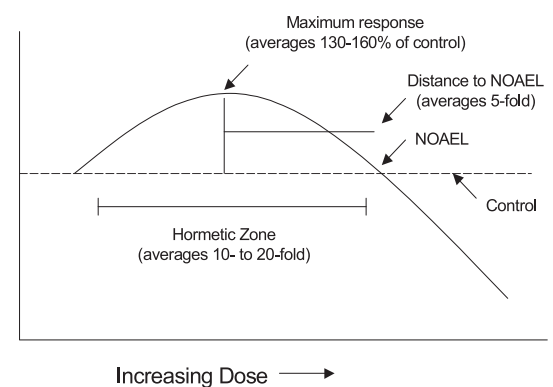 Maximum response
(averages 130-160% of control)
Distance to NOAEL
(averages 5-fold)
NOAEL
Control
Hormetic Zone
(averages 10- to 20-fold)
Increasing Dose